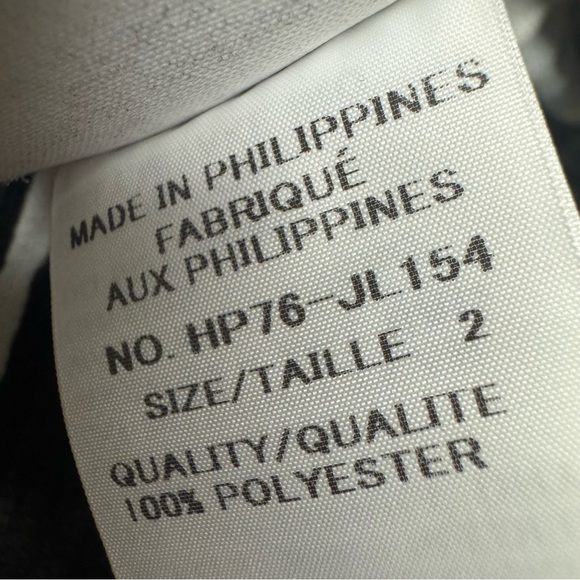 MADE IN PHILIPPINES
FABRIQUÉ
AUX PHILIPPINES
NO. HP76-JL154
SIZE/TAILLE 2
QUALITY/QUALITE
100% POLYESTER